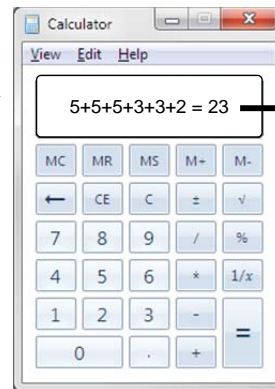 Calculator
View Edit Help
5+5+5+3+3+2 = 23
MC MR MS M+ M-
← CE C ± √
7 8 9 / %
4 5 6 * 1/x
1 2 3 - =
0 . +